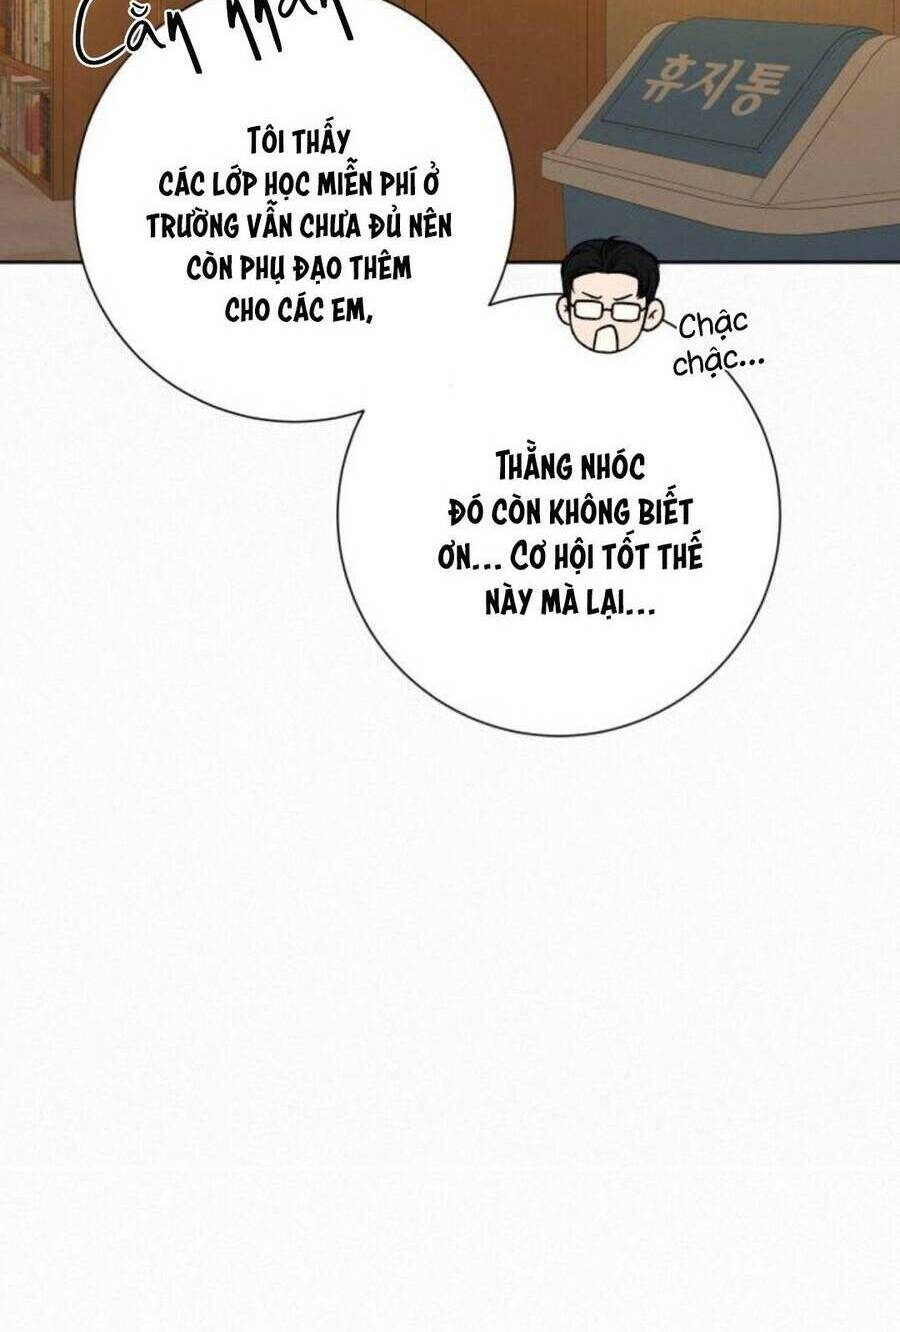 Cằn nhằn
휴지통
TÔI THẤY
CÁC LỚP HỌC MIỄN PHÍ Ở
TRƯỜNG VẪN CHƯA ĐỦ NÊN
CÒN PHỤ ĐẠO THÊM
CHO CÁC EM,
Chậc
chậc...
THẰNG NHÓC
ĐÓ CÒN KHÔNG BIẾT
ƠN... CƠ HỘI TỐT THẾ
NÀY MÀ LẠI...